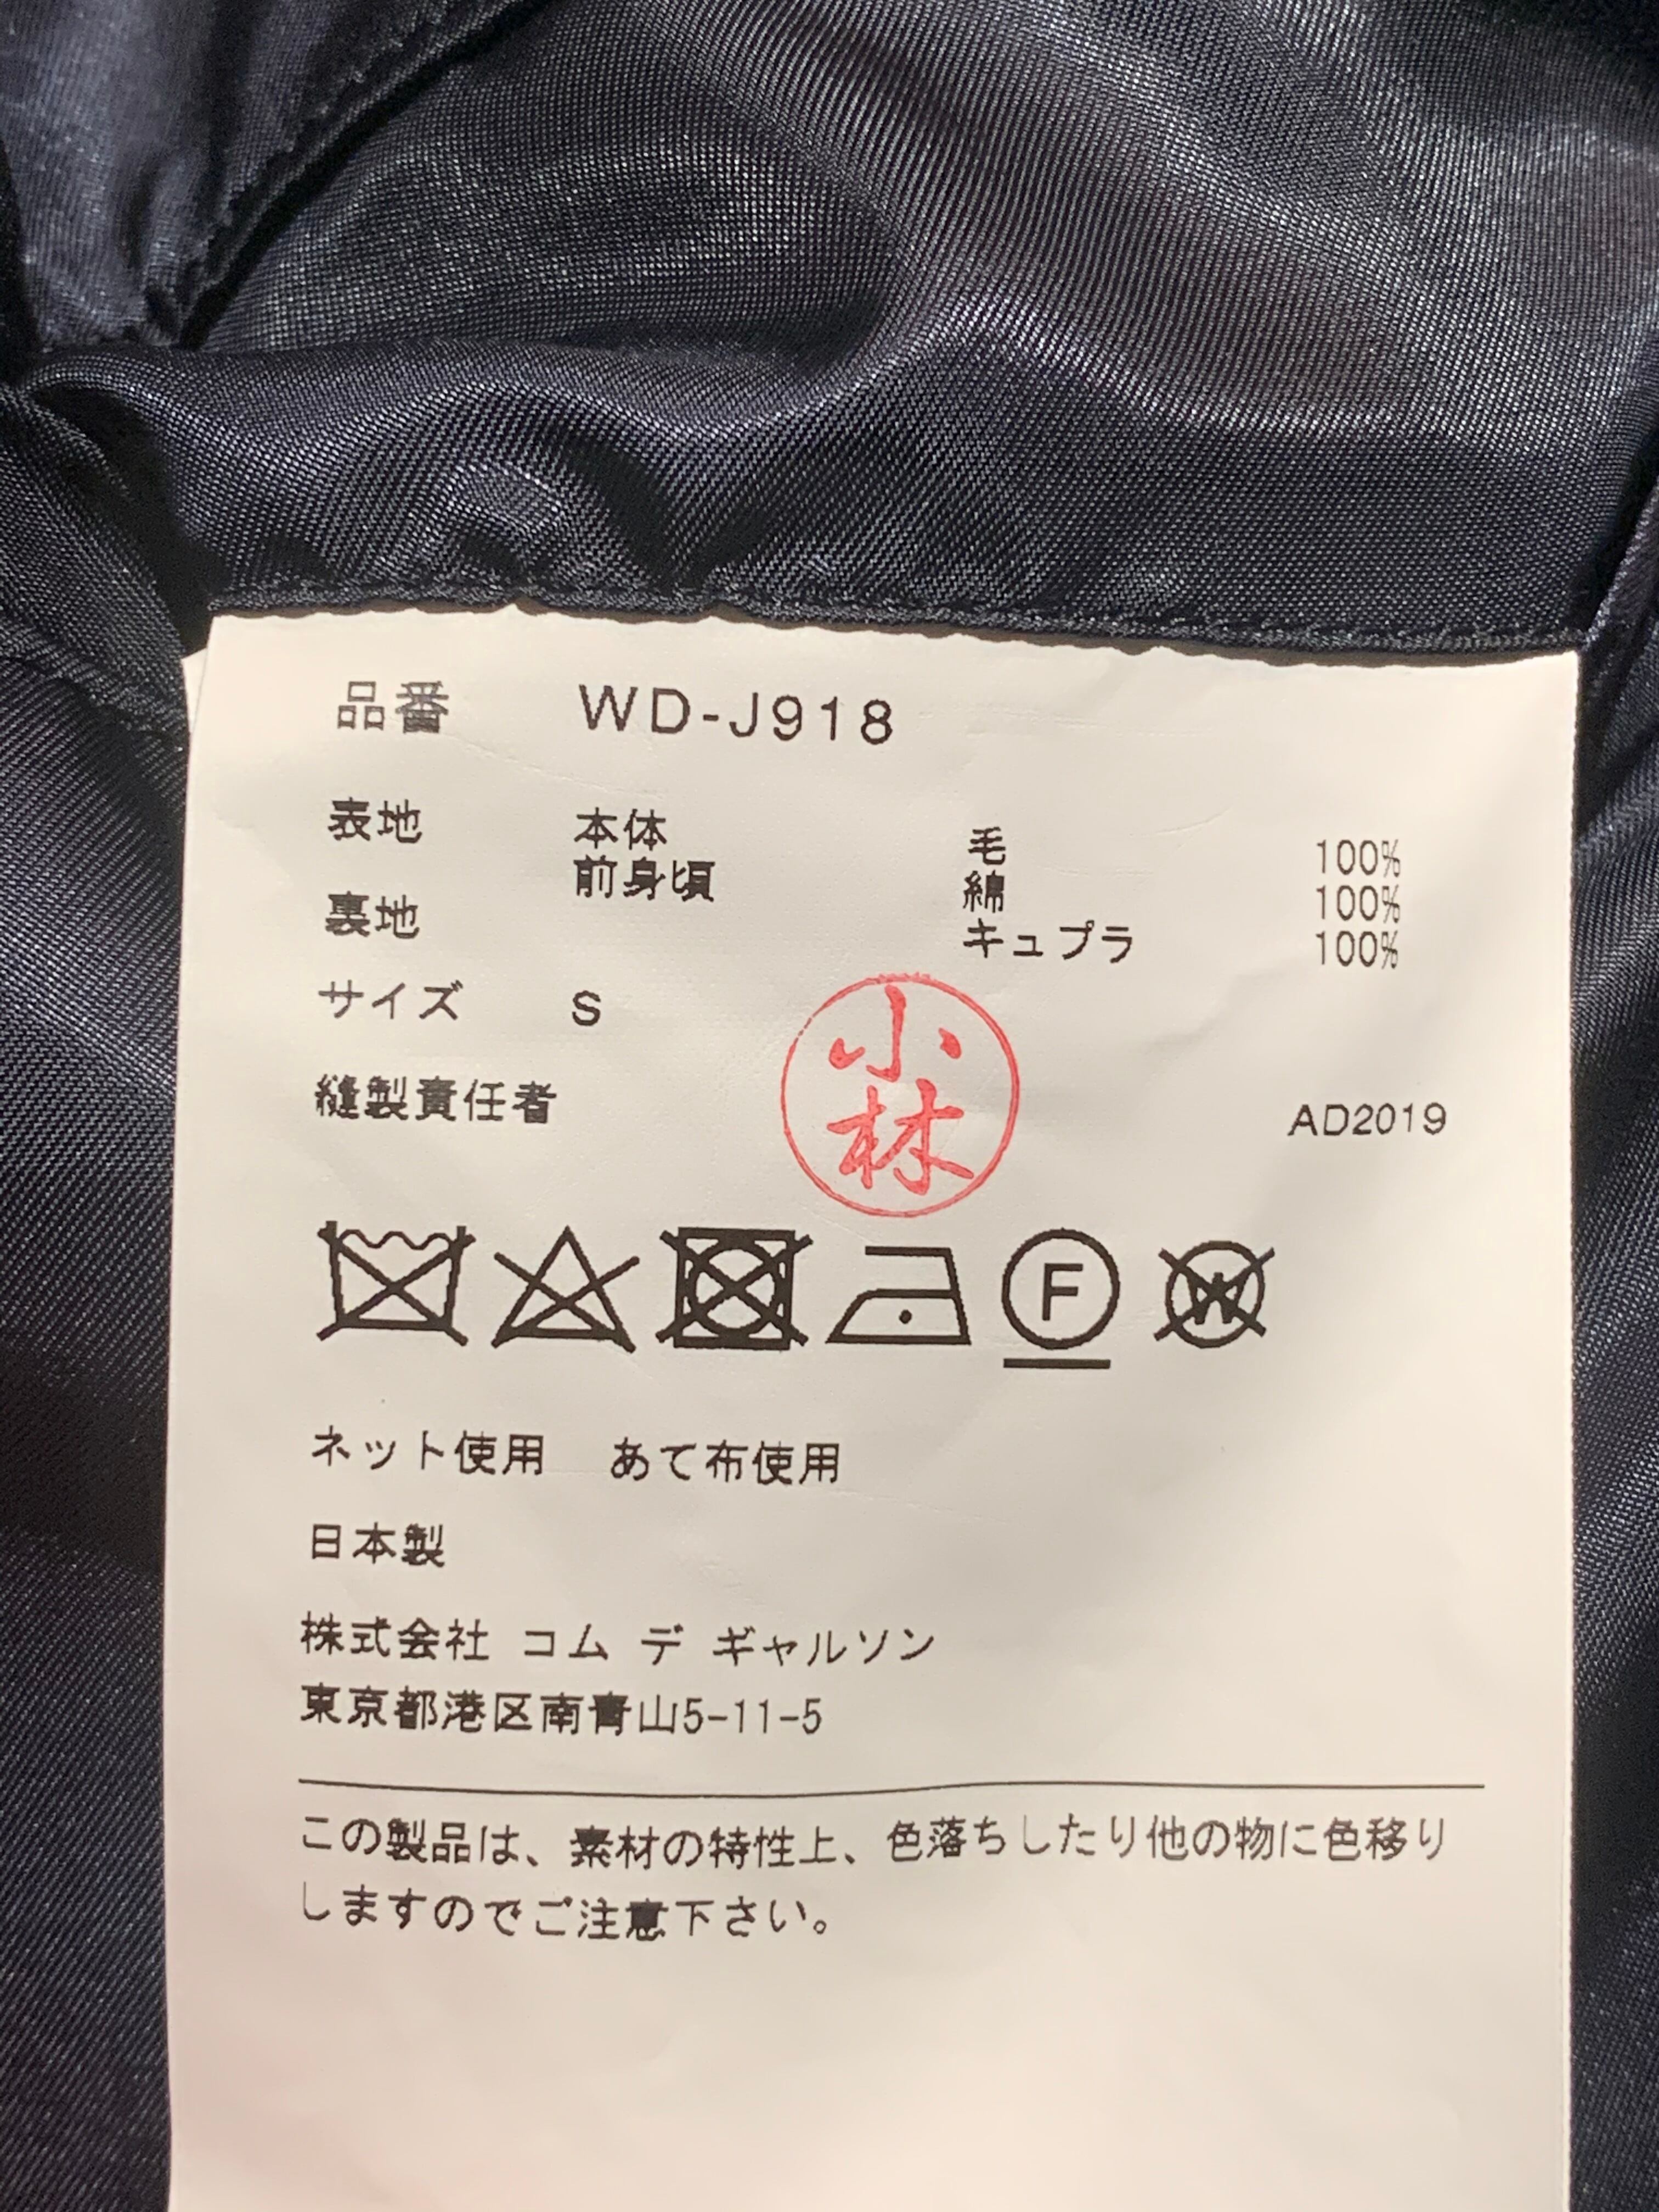 品番 WD-J918
表地 本体 毛 100%
前身頃 綿 100%
裏地 キュプラ 100%
サイズ S
小林
縫製責任者 AD2019
F W
ネット使用 あて布使用
日本製
株式会社 コム デ ギャルソン
東京都港区南青山5-11-5
この製品は、素材の特性上、色落ちしたり他の物に色移り
しますのでご注意下さい。